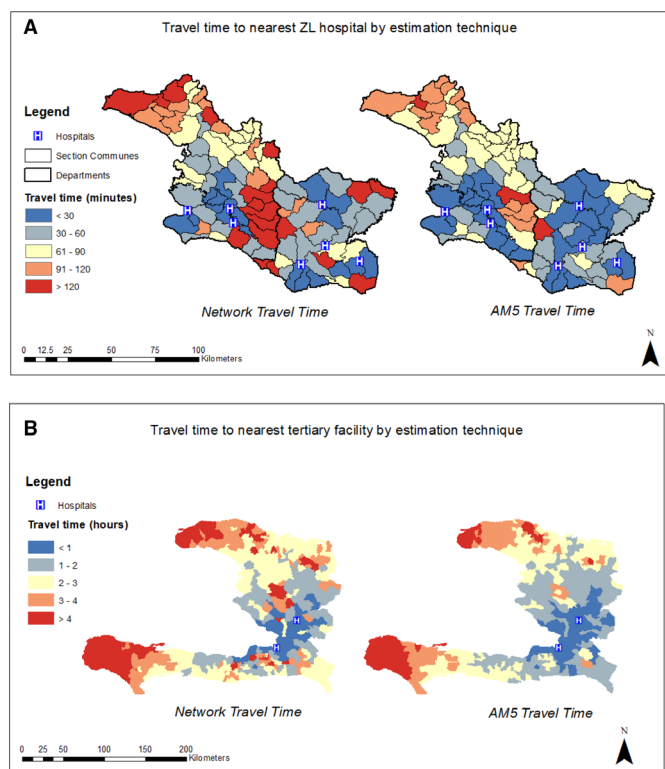 A
Travel time to nearest ZL hospital by estimation technique
Legend
H Hospitals
Section Communes
Departments
Travel time (minutes)
< 30
30 - 60
61 - 90
91 - 120
> 120
H H H H H H H
H H H H H H H
Network Travel Time
AM5 Travel Time
0 12.5 25 50 75 100
Kilometers
N
B
Travel time to nearest tertiary facility by estimation technique
Legend
H Hospitals
Travel time (hours)
< 1
1 - 2
2 - 3
3 - 4
> 4
H H
H H
Network Travel Time
AM5 Travel Time
0 25 50 100 150 200
Kilometers
N